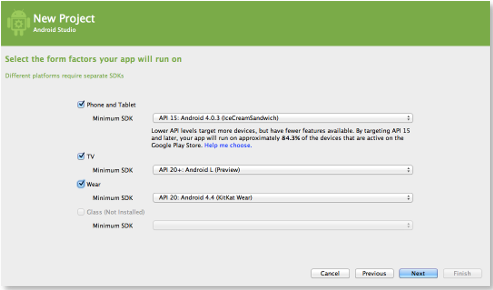 New Project
Android Studio
Select the form factors your app will run on
Different platforms require separate SDKs
Phone and Tablet
Minimum SDK
API 15: Android 4.0.3 (IceCreamSandwich)
Lower API levels target more devices, but have fewer features available. By targeting API 15
and later, your app will run on approximately 84.3% of the devices that are active on the
Google Play Store. Help me choose.
TV
Minimum SDK
API 20+: Android L (Preview)
Wear
Minimum SDK
API 20: Android 4.4 (KitKat Wear)
Glass (Not Installed)
Minimum SDK
Cancel
Previous
Next
Finish